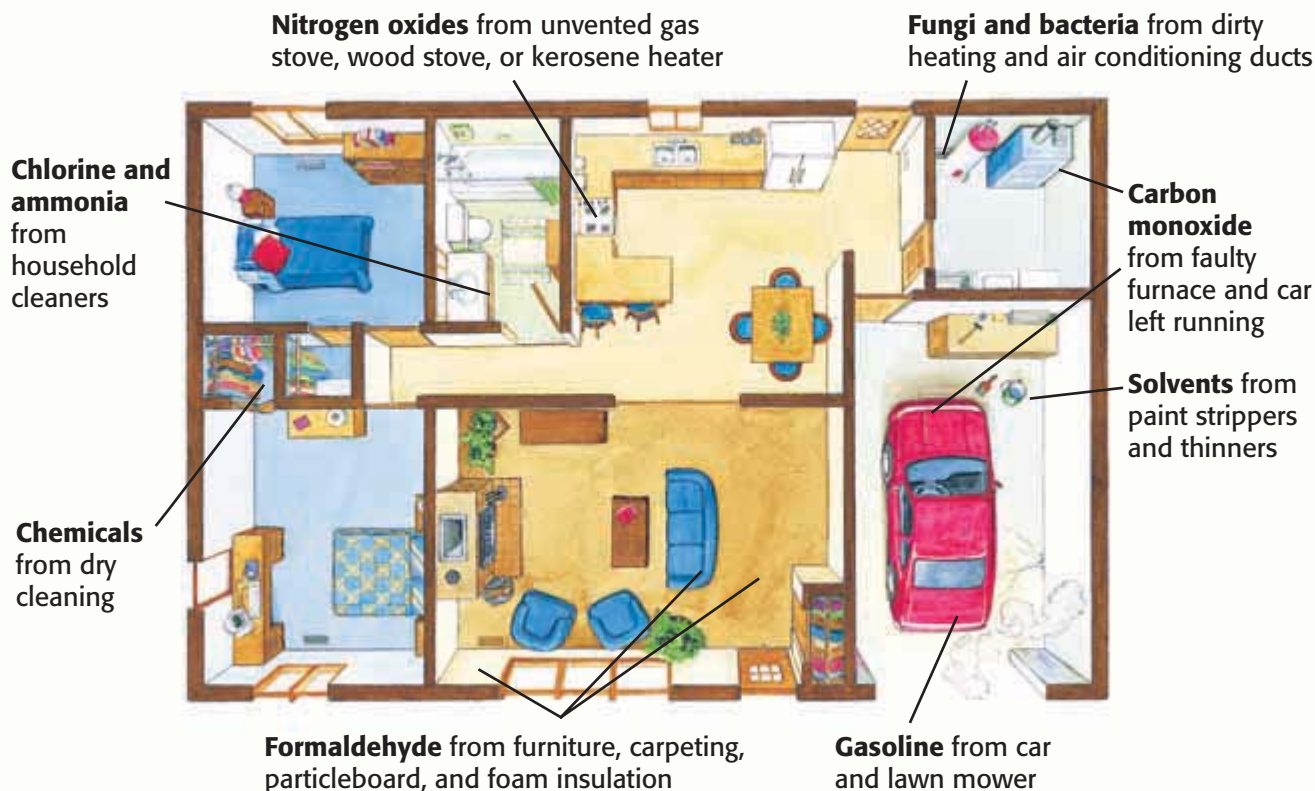 Nitrogen oxides from unvented gas
stove, wood stove, or kerosene heater
Fungi and bacteria from dirty
heating and air conditioning ducts
Chlorine and
ammonia
from
household
cleaners
Carbon
monoxide
from faulty
furnace and car
left running
Solvents from
paint strippers
and thinners
Chemicals
from dry
cleaning
Formaldehyde from furniture, carpeting,
particleboard, and foam insulation
Gasoline from car
and lawn mower